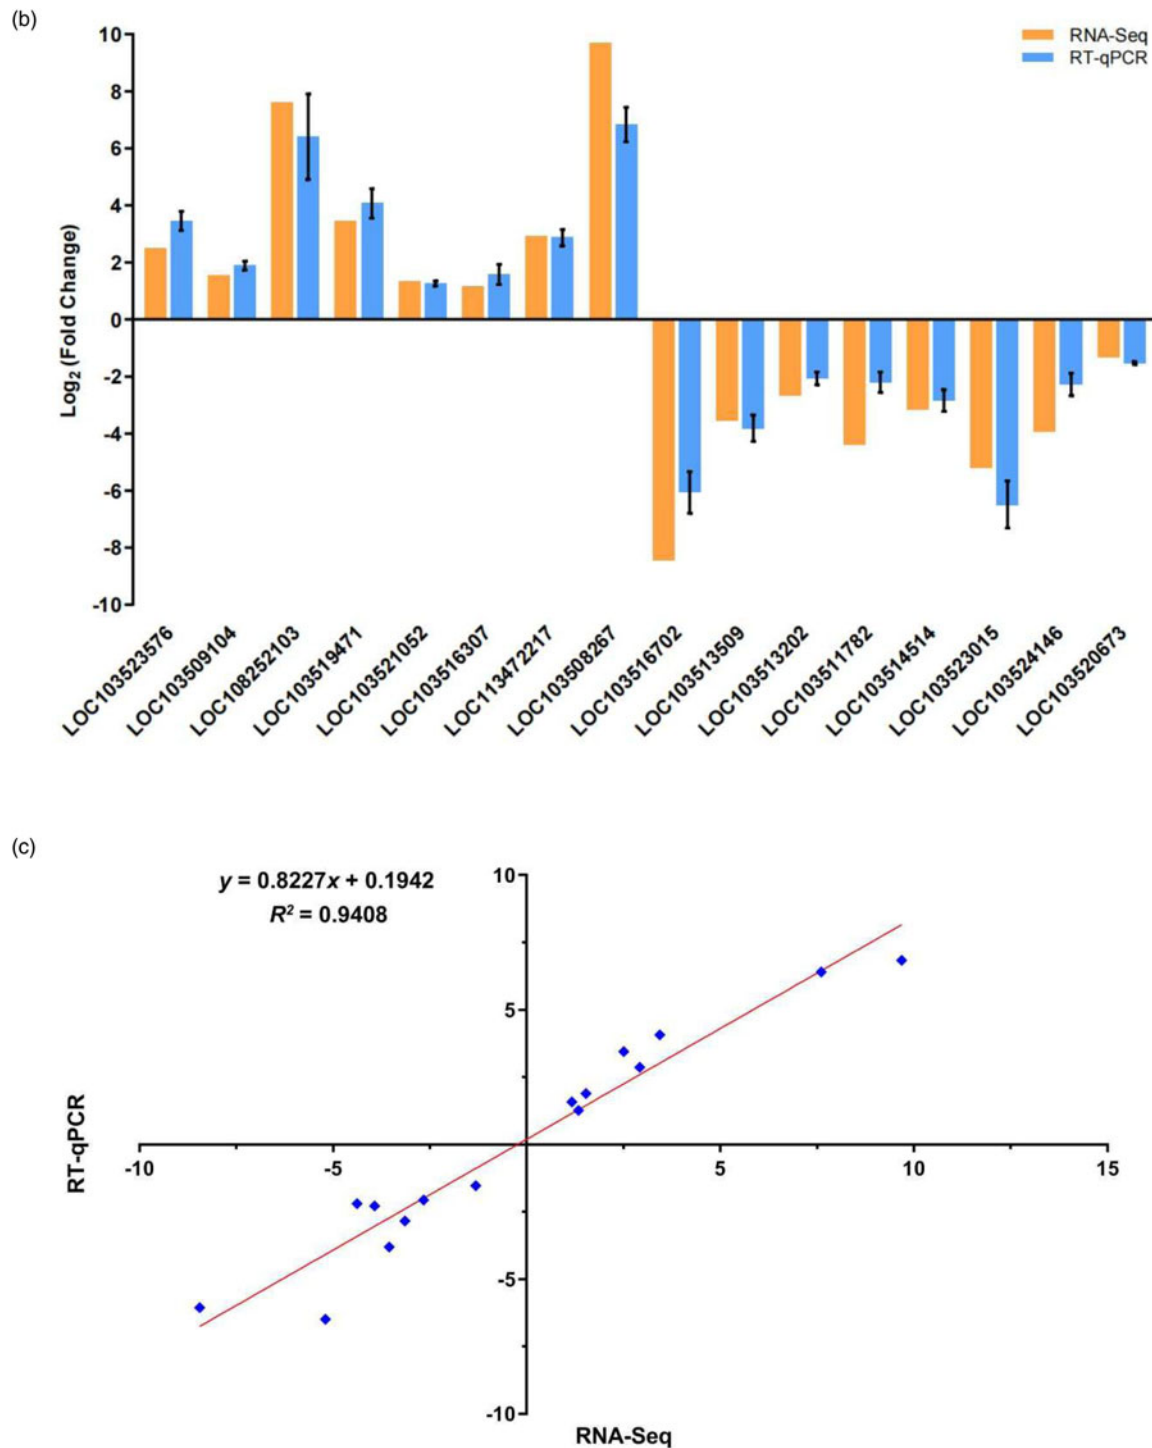 (b)
RNA-Seq
RT-qPCR
10
8
6
4
2
0
-2
-4
-6
-8
-10
Log2 (Fold Change)
LOC103523576
LOC103509104
LOC108252103
LOC103519471
LOC103521052
LOC103516307
LOC113472217
LOC103508267
LOC103516702
LOC103513509
LOC103513202
LOC103511782
LOC103514514
LOC103523015
LOC103524146
LOC103520673
(c)
y = 0.8227x + 0.1942
R² = 0.9408
10
5
-5
-10
-10
-5
5
10
15
RT-qPCR
RNA-Seq